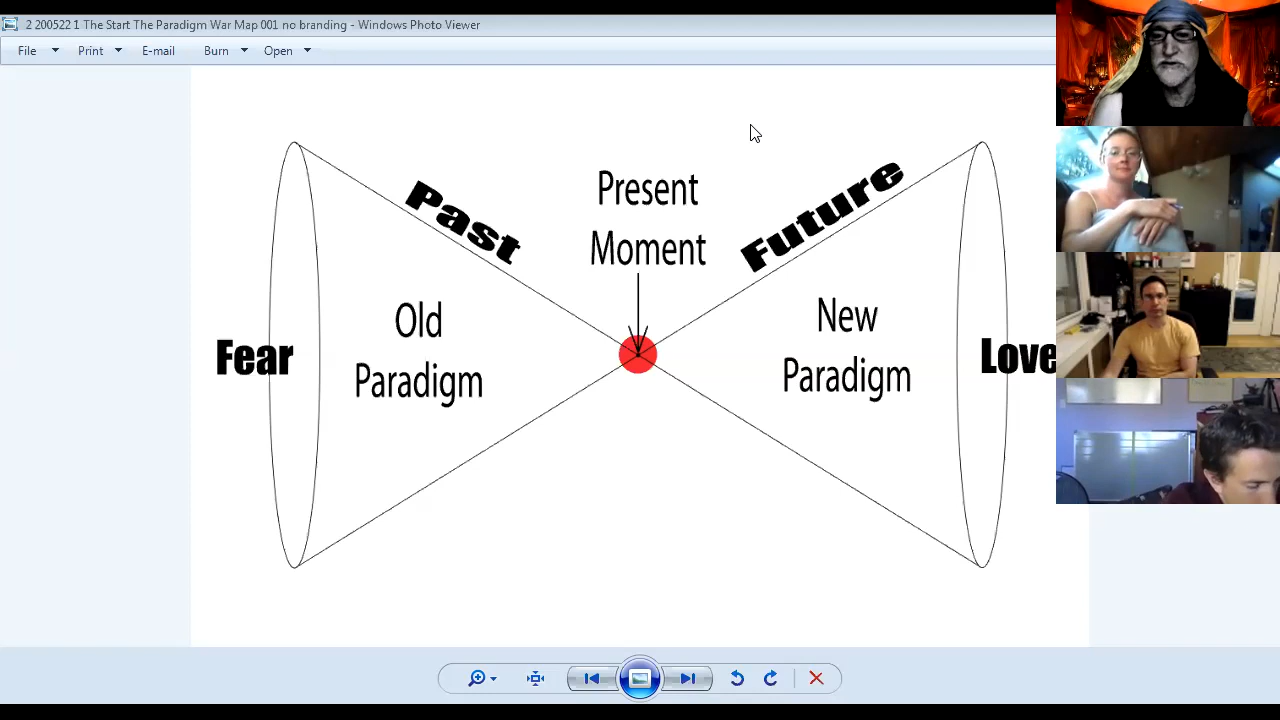 2 200522 1 The Start The Paradigm War Map 001 no branding - Windows Photo Viewer
File Print E-mail Burn Open
Past
Present
Moment
Future
Old
Paradigm
New
Paradigm
Fear
Love